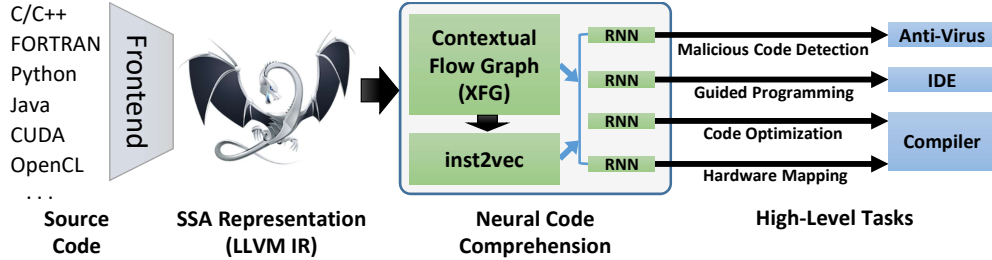 C/C++
FORTRAN
Python
Java
CUDA
OpenCL
. . .
Frontend
Contextual
Flow Graph
(XFG)
inst2vec
RNN
RNN
RNN
RNN
Malicious Code Detection
Guided Programming
Code Optimization
Hardware Mapping
Anti-Virus
IDE
Compiler
Source
Code
SSA Representation
(LLVM IR)
Neural Code
Comprehension
High-Level Tasks